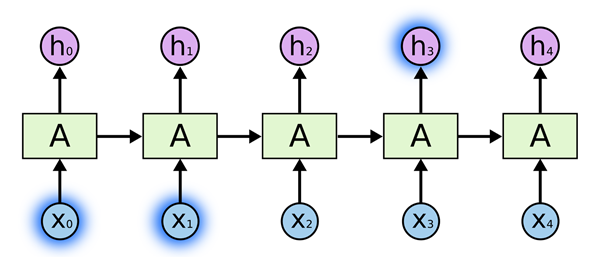 h₀ h₁ h₂ h₃ h₄
A A A A A
x₀ x₁ x₂ x₃ x₄